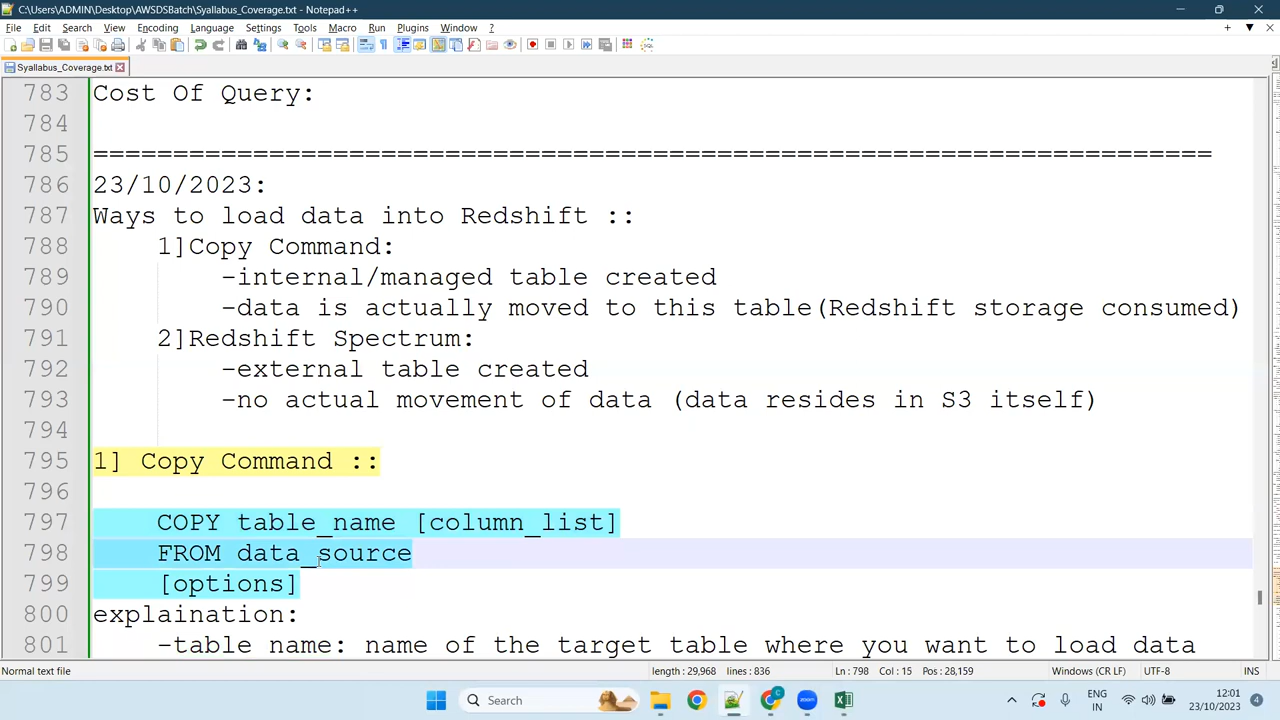 C:\Users\ADMIN\Desktop\AWSDSBatch\Syallabus_Coverage.txt - Notepad++
File Edit Search View Encoding Language Settings Tools Macro Run Plugins Window ?
Syallabus_Coverage.txt
783 Cost Of Query:
784
785 ======================================================================
786 23/10/2023:
787 Ways to load data into Redshift ::
788 1]Copy Command:
789 -internal/managed table created
790 -data is actually moved to this table(Redshift storage consumed)
791 2]Redshift Spectrum:
792 -external table created
793 -no actual movement of data (data resides in S3 itself)
794
795 1] Copy Command ::
796
797 COPY table_name [column_list]
798 FROM data_source
799 [options]
800 explaination:
801 -table name: name of the target table where you want to load data
Normal text file length : 29,968 lines : 836 Ln : 798 Col : 15 Pos : 28,159 Windows (CR LF) UTF-8 INS
Search
ENG
IN
12:01
23/10/2023
4